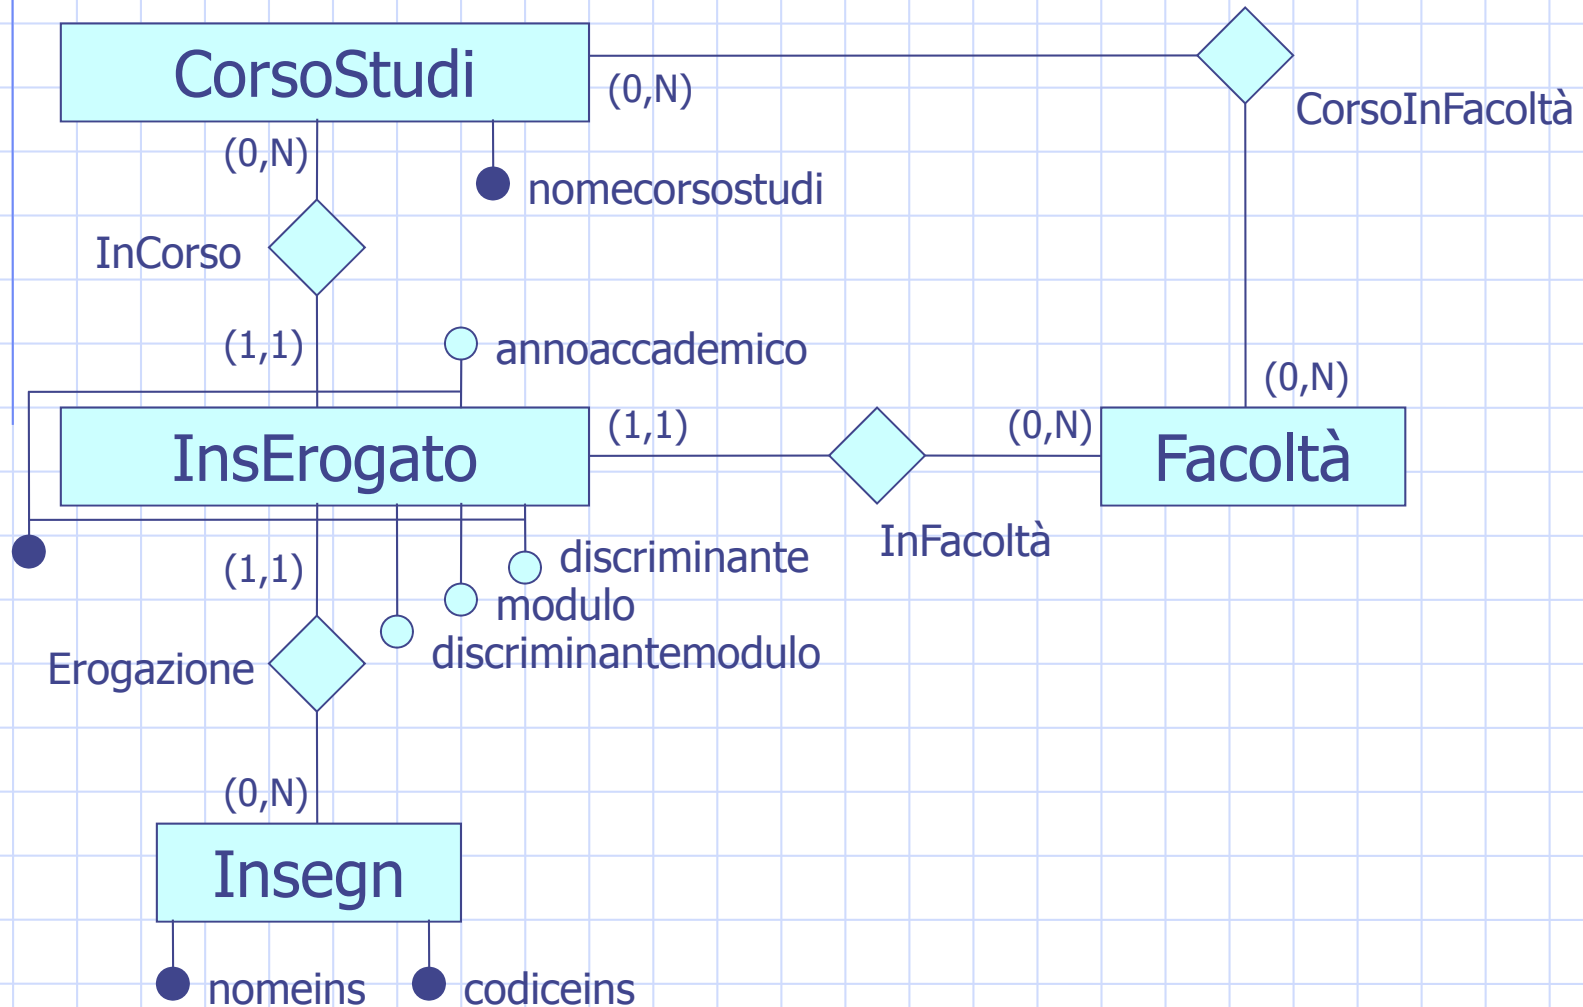 CorsoStudi
(0,N)
CorsoInFacoltà
(0,N)
nomecorsostudi
InCorso
(1,1)
annoaccademico
(0,N)
InsErogato
(1,1)
(0,N)
Facoltà
InFacoltà
(1,1)
discriminante
modulo
discriminantemodulo
Erogazione
(0,N)
Insegn
nomeins
codiceins